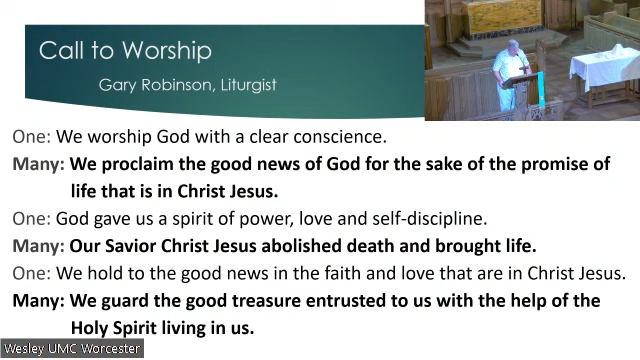 Call to Worship
Gary Robinson, Liturgist
One: We worship God with a clear conscience.
Many: We proclaim the good news of God for the sake of the promise of
life that is in Christ Jesus.
One: God gave us a spirit of power, love and self-discipline.
Many: Our Savior Christ Jesus abolished death and brought life.
One: We hold to the good news in the faith and love that are in Christ Jesus.
Many: We guard the good treasure entrusted to us with the help of the
Holy Spirit living in us.
Wesley UMC Worcester